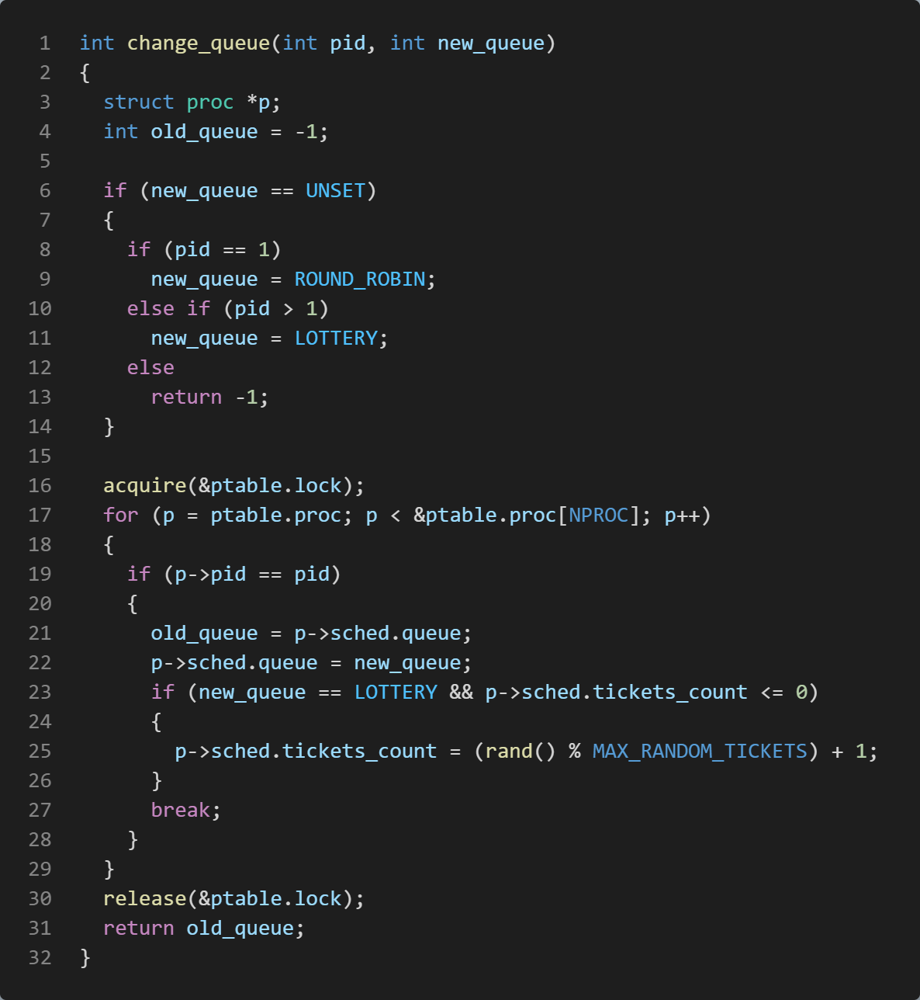 1 int change_queue(int pid, int new_queue)
2 {
3   struct proc *p;
4   int old_queue = -1;
5
6   if (new_queue == UNSET)
7   {
8     if (pid == 1)
9       new_queue = ROUND_ROBIN;
10     else if (pid > 1)
11       new_queue = LOTTERY;
12     else
13       return -1;
14   }
15
16   acquire(&ptable.lock);
17   for (p = ptable.proc; p < &ptable.proc[NPROC]; p++)
18   {
19     if (p->pid == pid)
20     {
21       old_queue = p->sched.queue;
22       p->sched.queue = new_queue;
23       if (new_queue == LOTTERY && p->sched.tickets_count <= 0)
24       {
25         p->sched.tickets_count = (rand() % MAX_RANDOM_TICKETS) + 1;
26       }
27       break;
28     }
29   }
30   release(&ptable.lock);
31   return old_queue;
32 }